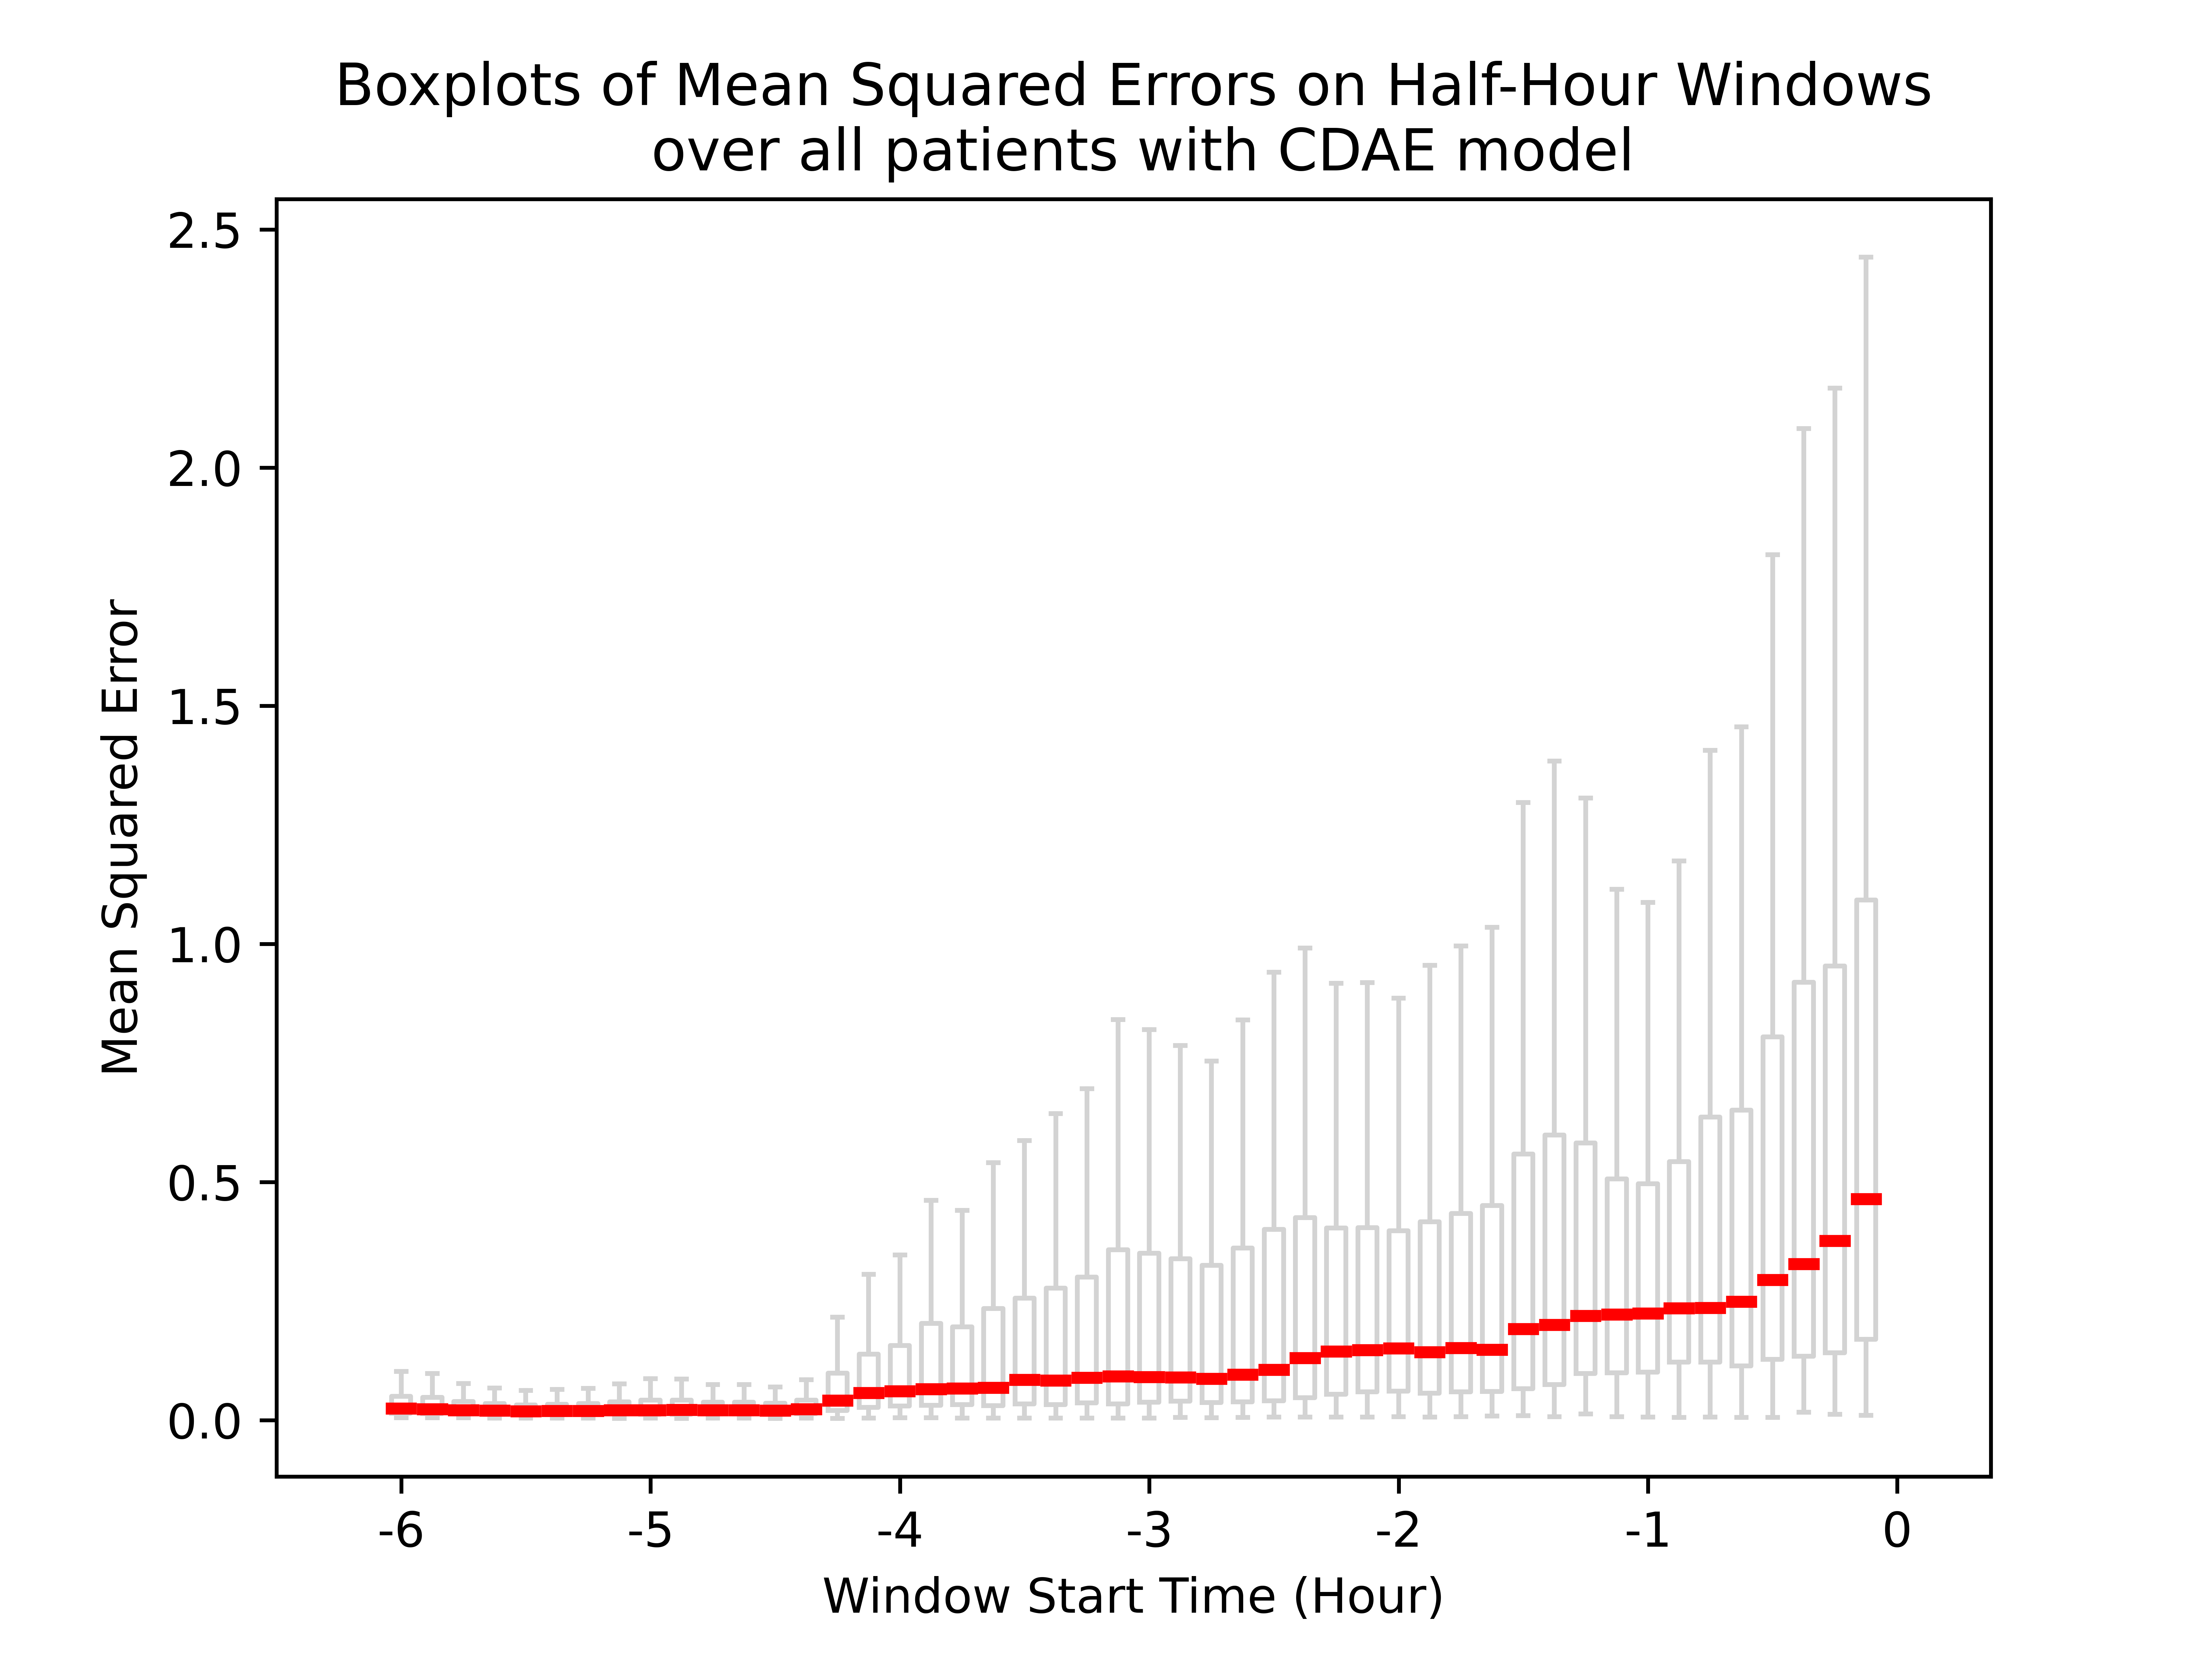 Boxplots of Mean Squared Errors on Half-Hour Windows
over all patients with CDAE model
2.5
2.0
1.5
1.0
0.5
0.0
Mean Squared Error
-6 -5 -4 -3 -2 -1 0
Window Start Time (Hour)